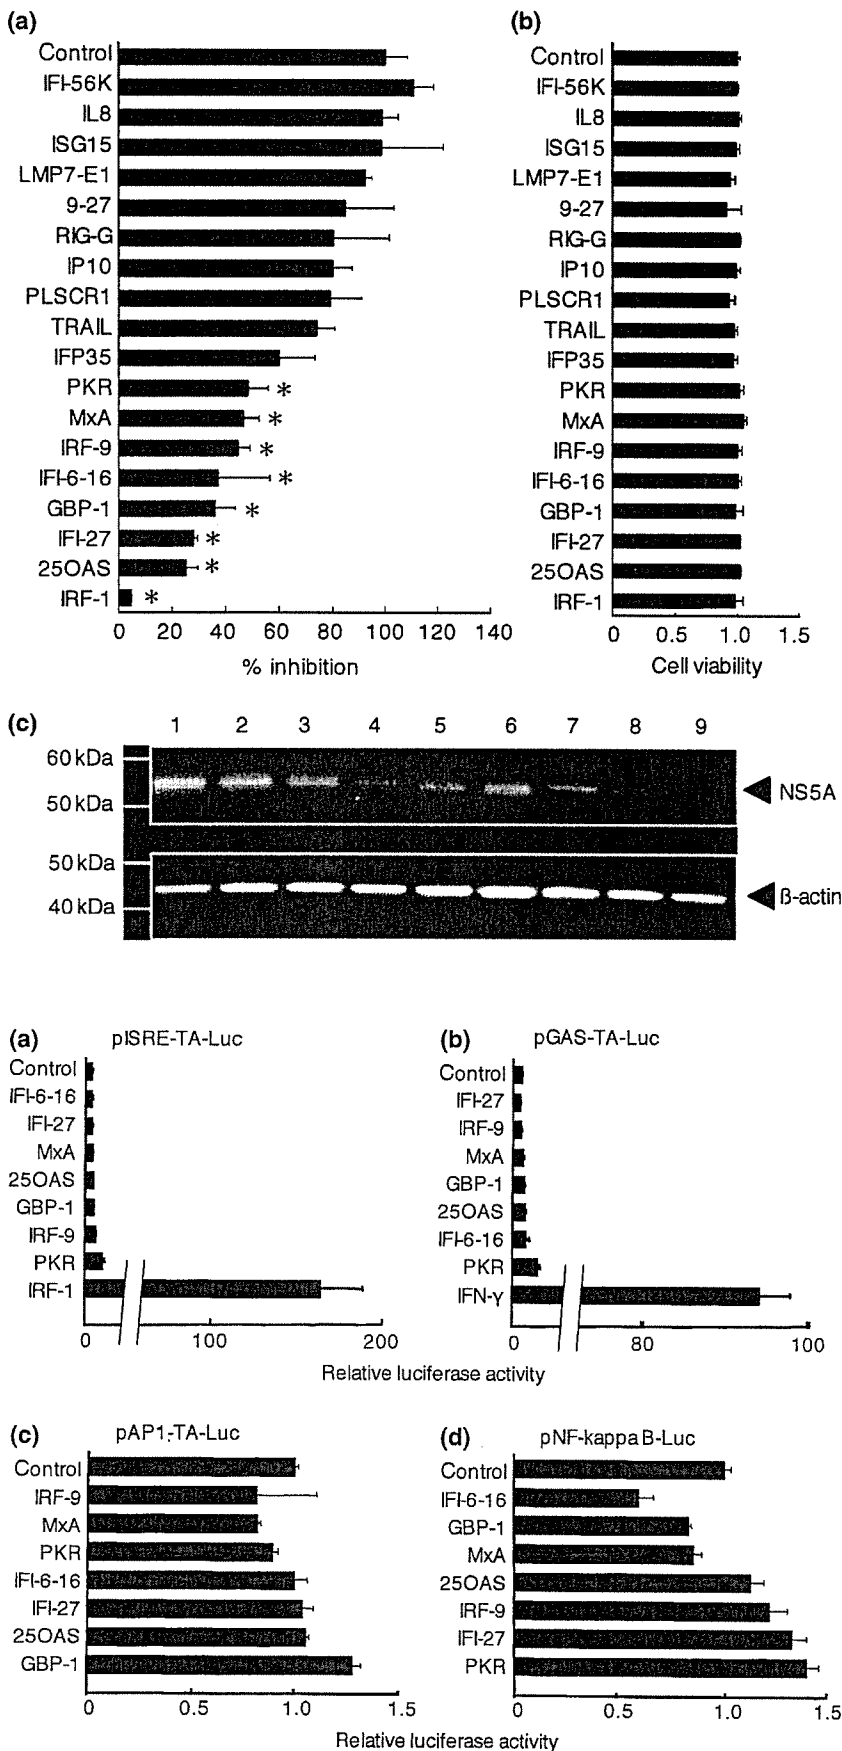 (a)
Control
IFI-56K
IL8
ISG15
LMP7-E1
9-27
RIG-G
IP10
PLSCR1
TRAIL
IFP35
PKR *
MxA *
IRF-9 *
IFI-6-16 *
GBP-1 *
IFI-27 *
25OAS *
IRF-1 *
0 20 40 60 80 100 120 140
% inhibition
(b)
Control
IFI-56K
IL8
ISG15
LMP7-E1
9-27
RIG-G
IP10
PLSCR1
TRAIL
IFP35
PKR
MxA
IRF-9
IFI-6-16
GBP-1
IFI-27
25OAS
IRF-1
0 0.5 1.0 1.5
Cell viability
(c)
1 2 3 4 5 6 7 8 9
60 kDa
50 kDa
NS5A
50 kDa
40 kDa
ß-actin
(a) pISRE-TA-Luc
Control
IFI-6-16
IFI-27
MxA
25OAS
GBP-1
IRF-9
PKR
IRF-1
0 100 200
(b) pGAS-TA-Luc
Control
IFI-27
IRF-9
MxA
GBP-1
25OAS
IFI-6-16
PKR
IFN-γ
0 80 100
Relative luciferase activity
(c) pAP1-TA-Luc
Control
IRF-9
MxA
PKR
IFI-6-16
IFI-27
25OAS
GBP-1
0 0.5 1.0 1.5
(d) pNF-kappa B-Luc
Control
IFI-6-16
GBP-1
MxA
25OAS
IRF-9
IFI-27
PKR
0 0.5 1.0 1.5
Relative luciferase activity